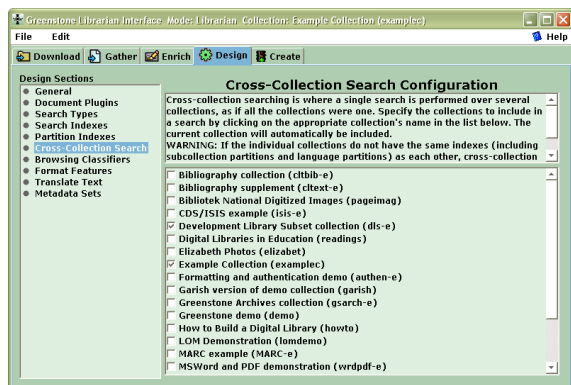 Greenstone Librarian Interface Mode: Librarian Collection: Example Collection (examplec)
File Edit Help
Download Gather Enrich Design Create
Design Sections
General
Document Plugins
Search Types
Search Indexes
Partition Indexes
Cross-Collection Search
Browsing Classifiers
Format Features
Translate Text
Metadata Sets
Cross-Collection Search Configuration
Cross-collection searching is where a single search is performed over several
collections, as if all the collections were one. Specify the collections to include in
a search by clicking on the appropriate collection's name in the list below. The
current collection will automatically be included.
WARNING: If the individual collections do not have the same indexes (including
subcollection partitions and language partitions) as each other, cross-collection
Bibliography collection (cltbib-e)
Bibliography supplement (cltext-e)
Bibliotek National Digitized Images (pageimag)
CDS/ISIS example (isis-e)
Development Library Subset collection (dls-e)
Digital Libraries in Education (readings)
Elizabeth Photos (elizabet)
Example Collection (examplec)
Formatting and authentication demo (authen-e)
Garish version of demo collection (garish)
Greenstone Archives collection (gsarch-e)
Greenstone demo (demo)
How to Build a Digital Library (howto)
LOM Demonstration (lomdemo)
MARC example (MARC-e)
MSWord and PDF demonstration (wrdpdf-e)